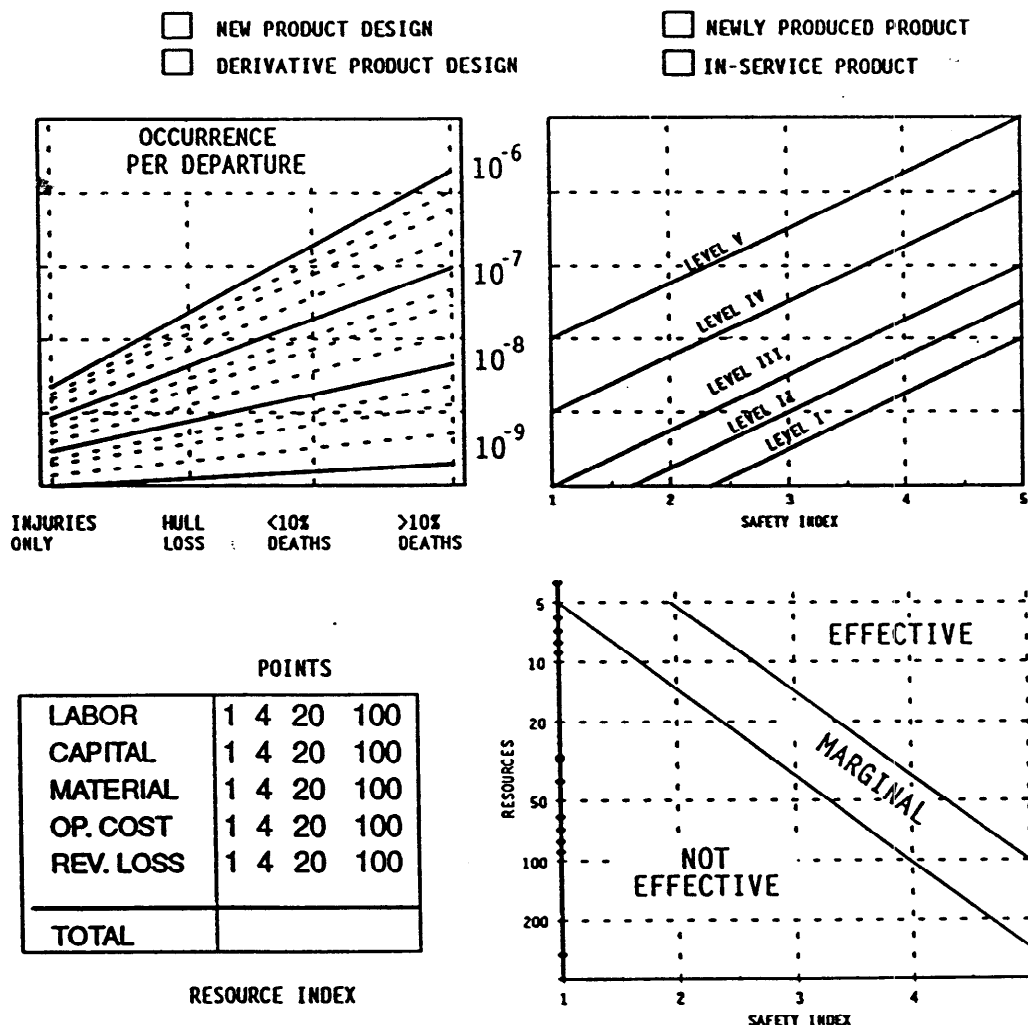 NEW PRODUCT DESIGN
DERIVATIVE PRODUCT DESIGN
NEWLY PRODUCED PRODUCT
IN-SERVICE PRODUCT
OCCURRENCE
PER DEPARTURE
10-6
10-7
10-8
10-9
INJURIES
ONLY
HULL
LOSS
<10%
DEATHS
>10%
DEATHS
LEVEL V
LEVEL IV
LEVEL III
LEVEL II
LEVEL I
1 2 3 4 5
SAFETY INDEX
POINTS
LABOR 1 4 20 100
CAPITAL 1 4 20 100
MATERIAL 1 4 20 100
OP. COST 1 4 20 100
REV. LOSS 1 4 20 100
TOTAL
RESOURCE INDEX
RESOURCES
5
10
20
50
100
200
EFFECTIVE
MARGINAL
NOT
EFFECTIVE
1 2 3 4
SAFETY INDEX